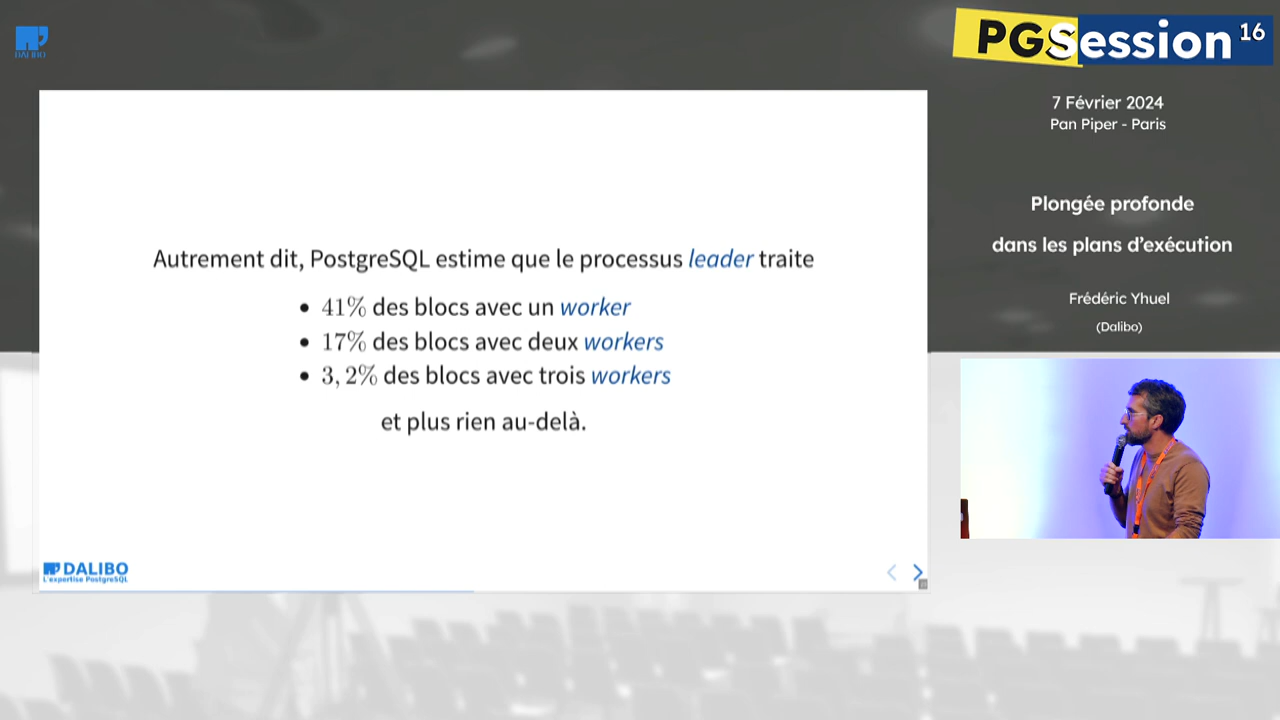 DALIBO
PGSession 16
7 Février 2024
Pan Piper - Paris
Plongée profonde
dans les plans d'exécution
Frédéric Yhuel
(Dalibo)
Autrement dit, PostgreSQL estime que le processus leader traite
• 41% des blocs avec un worker
• 17% des blocs avec deux workers
• 3, 2% des blocs avec trois workers
et plus rien au-delà.
DALIBO
L'expertise PostgreSQL